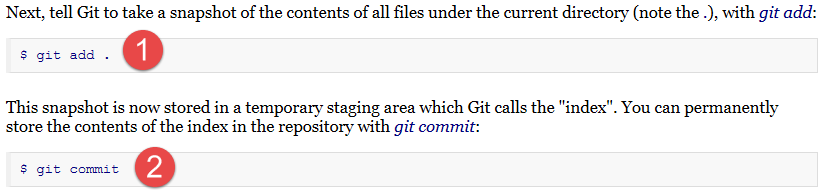 Next, tell Git to take a snapshot of the contents of all files under the current directory (note the .), with git add:
$ git add . 1
This snapshot is now stored in a temporary staging area which Git calls the "index". You can permanently
store the contents of the index in the repository with git commit:
$ git commit 2